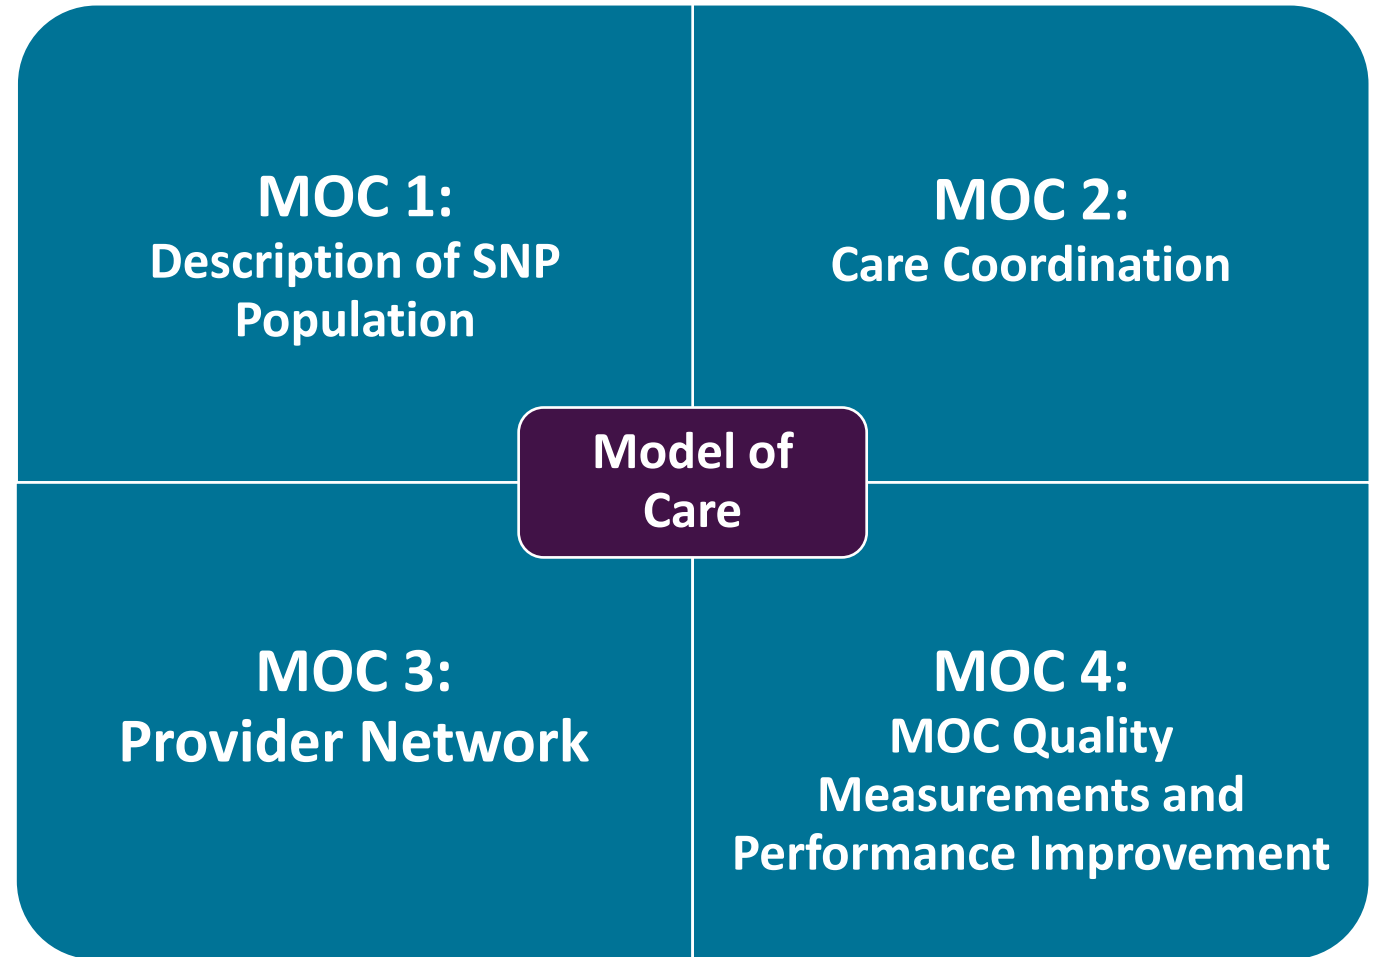 MOC 1:
Description of SNP
Population
MOC 2:
Care Coordination
Model of
Care
MOC 3:
Provider Network
MOC 4:
MOC Quality
Measurements and
Performance Improvement